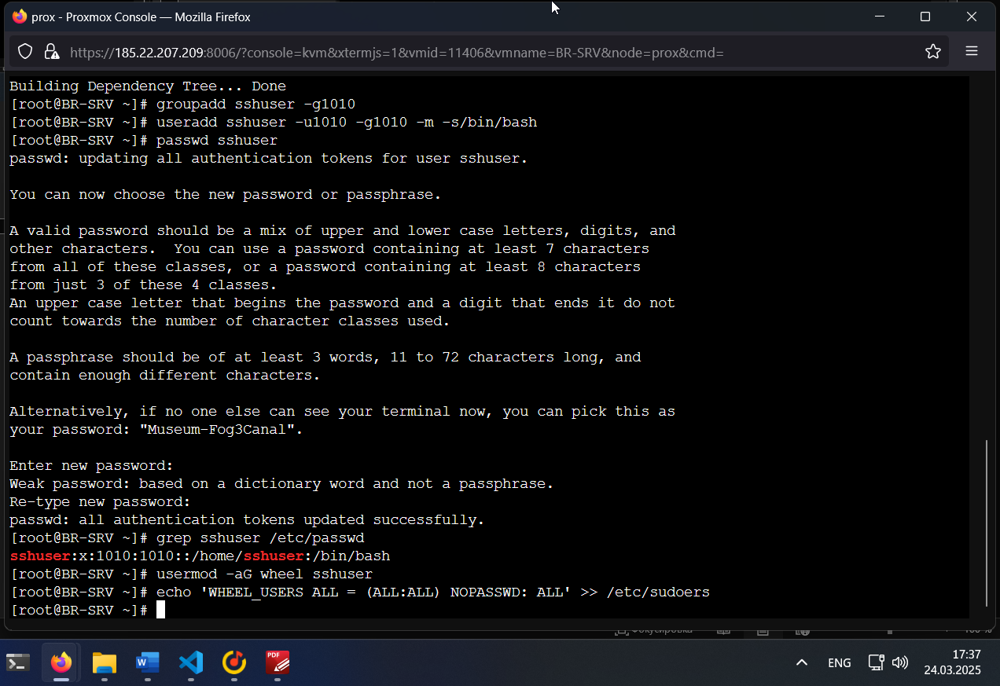 prox - Proxmox Console — Mozilla Firefox
https://185.22.207.209:8006/?console=kvm&xtermjs=1&vmid=11406&vmname=BR-SRV&node=prox&cmd=
Building Dependency Tree... Done
[root@BR-SRV ~]# groupadd sshuser -g1010
[root@BR-SRV ~]# useradd sshuser -u1010 -g1010 -m -s/bin/bash
[root@BR-SRV ~]# passwd sshuser
passwd: updating all authentication tokens for user sshuser.
You can now choose the new password or passphrase.
A valid password should be a mix of upper and lower case letters, digits, and
other characters.  You can use a password containing at least 7 characters
from all of these classes, or a password containing at least 8 characters
from just 3 of these 4 classes.
An upper case letter that begins the password and a digit that ends it do not
count towards the number of character classes used.
A passphrase should be of at least 3 words, 11 to 72 characters long, and
contain enough different characters.
Alternatively, if no one else can see your terminal now, you can pick this as
your password: "Museum-Fog3Canal".
Enter new password:
Weak password: based on a dictionary word and not a passphrase.
Re-type new password:
passwd: all authentication tokens updated successfully.
[root@BR-SRV ~]# grep sshuser /etc/passwd
sshuser:x:1010:1010::/home/sshuser:/bin/bash
[root@BR-SRV ~]# usermod -aG wheel sshuser
[root@BR-SRV ~]# echo 'WHEEL_USERS ALL = (ALL:ALL) NOPASSWD: ALL' >> /etc/sudoers
[root@BR-SRV ~]#
PDF
W
ENG
17:37
24.03.2025